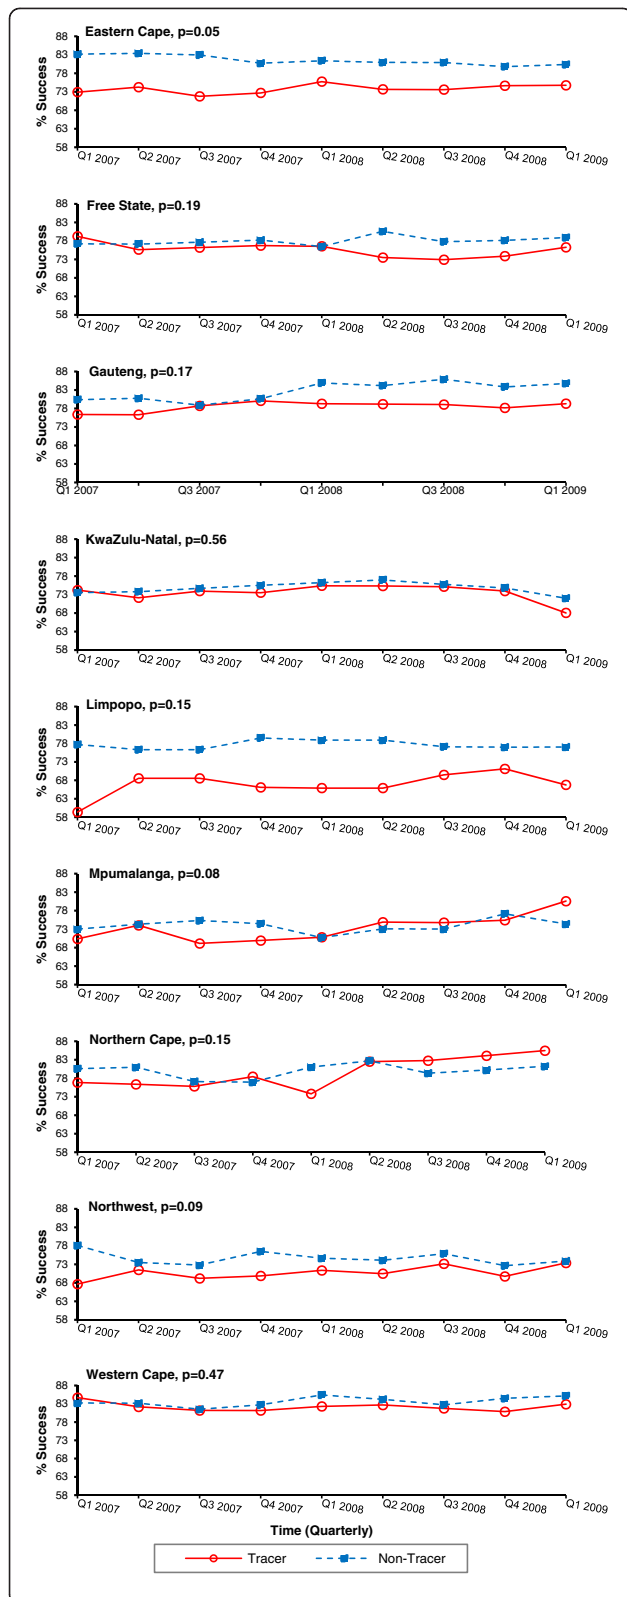 Eastern Cape, p=0.05
88
83
78
73
68
63
58
% Success
Q1 2007 Q2 2007 Q3 2007 Q4 2007 Q1 2008 Q2 2008 Q3 2008 Q4 2008 Q1 2009
Free State, p=0.19
88
83
78
73
68
63
58
% Success
Q1 2007 Q2 2007 Q3 2007 Q4 2007 Q1 2008 Q2 2008 Q3 2008 Q4 2008 Q1 2009
Gauteng, p=0.17
88
83
78
73
68
63
58
% Success
Q1 2007 Q3 2007 Q1 2008 Q3 2008 Q1 2009
KwaZulu-Natal, p=0.56
88
83
78
73
68
63
58
% Success
Q1 2007 Q2 2007 Q3 2007 Q4 2007 Q1 2008 Q2 2008 Q3 2008 Q4 2008 Q1 2009
Limpopo, p=0.15
88
83
78
73
68
63
58
% Success
Q1 2007 Q2 2007 Q3 2007 Q4 2007 Q1 2008 Q2 2008 Q3 2008 Q4 2008 Q1 2009
Mpumalanga, p=0.08
88
83
78
73
68
63
58
% Success
Q1 2007 Q2 2007 Q3 2007 Q4 2007 Q1 2008 Q2 2008 Q3 2008 Q4 2008 Q1 2009
Northern Cape, p=0.15
88
83
78
73
68
63
58
% Success
Q1 2007 Q2 2007 Q3 2007 Q4 2007 Q1 2008 Q2 2008 Q3 2008 Q4 2008 Q1 2009
Northwest, p=0.09
88
83
78
73
68
63
58
% Success
Q1 2007 Q2 2007 Q3 2007 Q4 2007 Q1 2008 Q2 2008 Q3 2008 Q4 2008 Q1 2009
Western Cape, p=0.47
88
83
78
73
68
63
58
% Success
Q1 2007 Q2 2007 Q3 2007 Q4 2007 Q1 2008 Q2 2008 Q3 2008 Q4 2008 Q1 2009
Time (Quarterly)
Tracer Non-Tracer